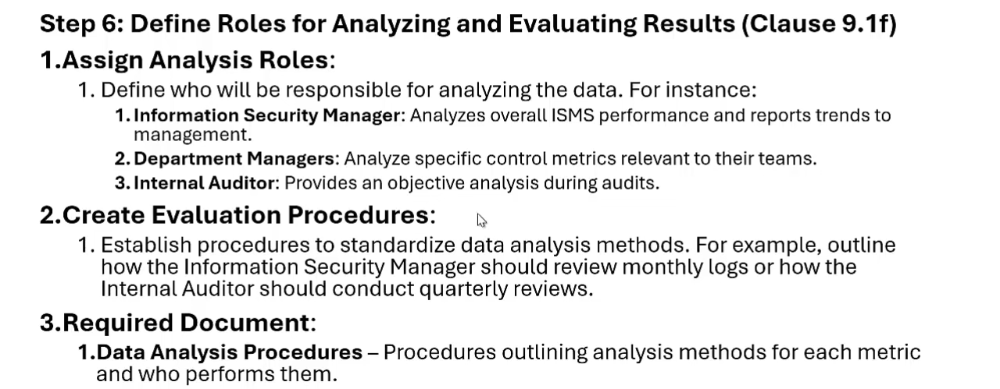 Step 6: Define Roles for Analyzing and Evaluating Results (Clause 9.1f)
1.Assign Analysis Roles:
1. Define who will be responsible for analyzing the data. For instance:
1. Information Security Manager: Analyzes overall ISMS performance and reports trends to
management.
2. Department Managers: Analyze specific control metrics relevant to their teams.
3. Internal Auditor: Provides an objective analysis during audits.
2.Create Evaluation Procedures:
1. Establish procedures to standardize data analysis methods. For example, outline
how the Information Security Manager should review monthly logs or how the
Internal Auditor should conduct quarterly reviews.
3.Required Document:
1.Data Analysis Procedures – Procedures outlining analysis methods for each metric
and who performs them.